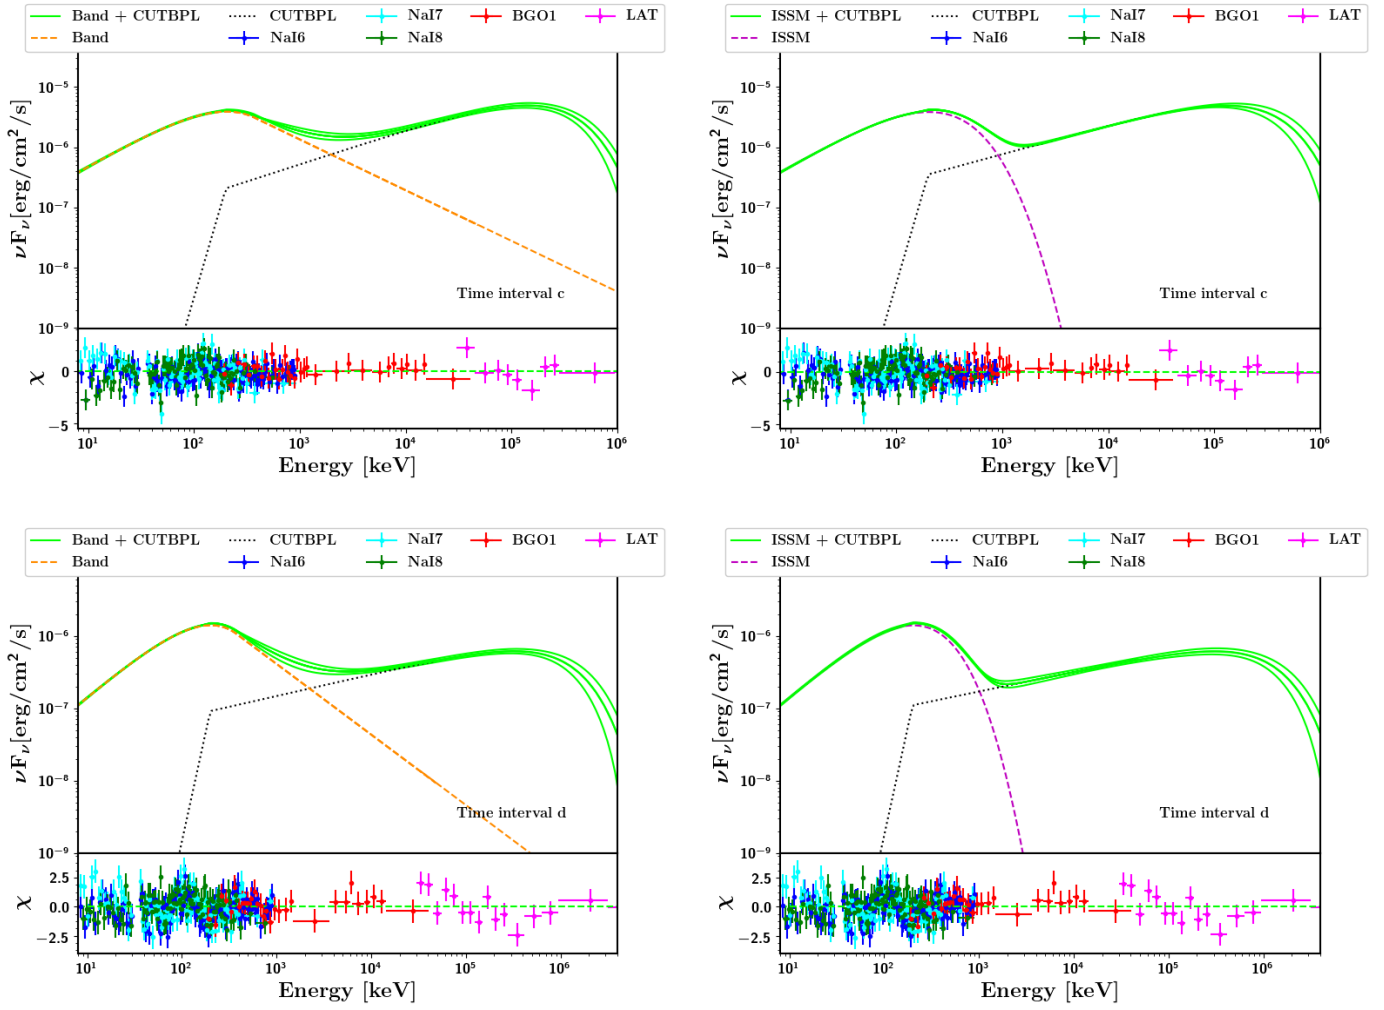 Band + CUTBPL CUTBPL NaI7 BGO1 LAT
Band NaI6 NaI8
10⁻⁵
10⁻⁶
10⁻⁷
10⁻⁸
10⁻⁹
νFν[erg/cm²/s]
Time interval c
0
−5
χ
10¹ 10² 10³ 10⁴ 10⁵ 10⁶
Energy [keV]
ISSM + CUTBPL CUTBPL NaI7 BGO1 LAT
ISSM NaI6 NaI8
10⁻⁵
10⁻⁶
10⁻⁷
10⁻⁸
10⁻⁹
νFν[erg/cm²/s]
Time interval c
0
−5
χ
10¹ 10² 10³ 10⁴ 10⁵ 10⁶
Energy [keV]
Band + CUTBPL CUTBPL NaI7 BGO1 LAT
Band NaI6 NaI8
10⁻⁶
10⁻⁷
10⁻⁸
10⁻⁹
νFν[erg/cm²/s]
Time interval d
2.5
0.0
−2.5
χ
10¹ 10² 10³ 10⁴ 10⁵ 10⁶
Energy [keV]
ISSM + CUTBPL CUTBPL NaI7 BGO1 LAT
ISSM NaI6 NaI8
10⁻⁶
10⁻⁷
10⁻⁸
10⁻⁹
νFν[erg/cm²/s]
Time interval d
2.5
0.0
−2.5
χ
10¹ 10² 10³ 10⁴ 10⁵ 10⁶
Energy [keV]